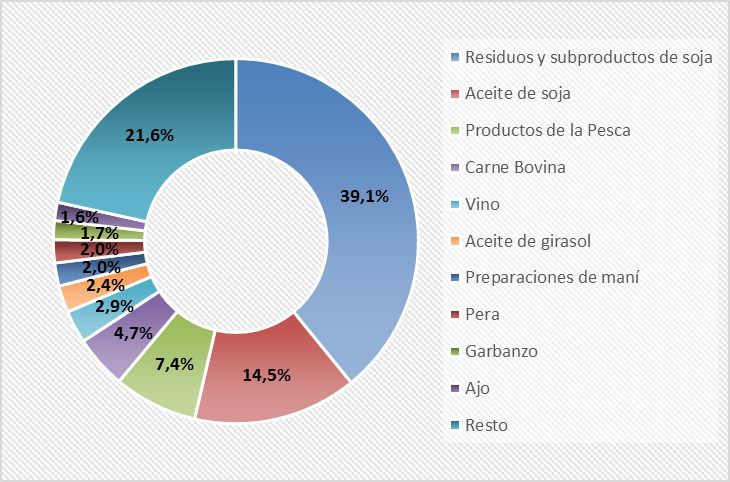 39,1%
14,5%
7,4%
4,7%
2,9%
2,4%
2,0%
2,0%
1,7%
1,6%
21,6%
Residuos y subproductos de soja
Aceite de soja
Productos de la Pesca
Carne Bovina
Vino
Aceite de girasol
Preparaciones de maní
Pera
Garbanzo
Ajo
Resto